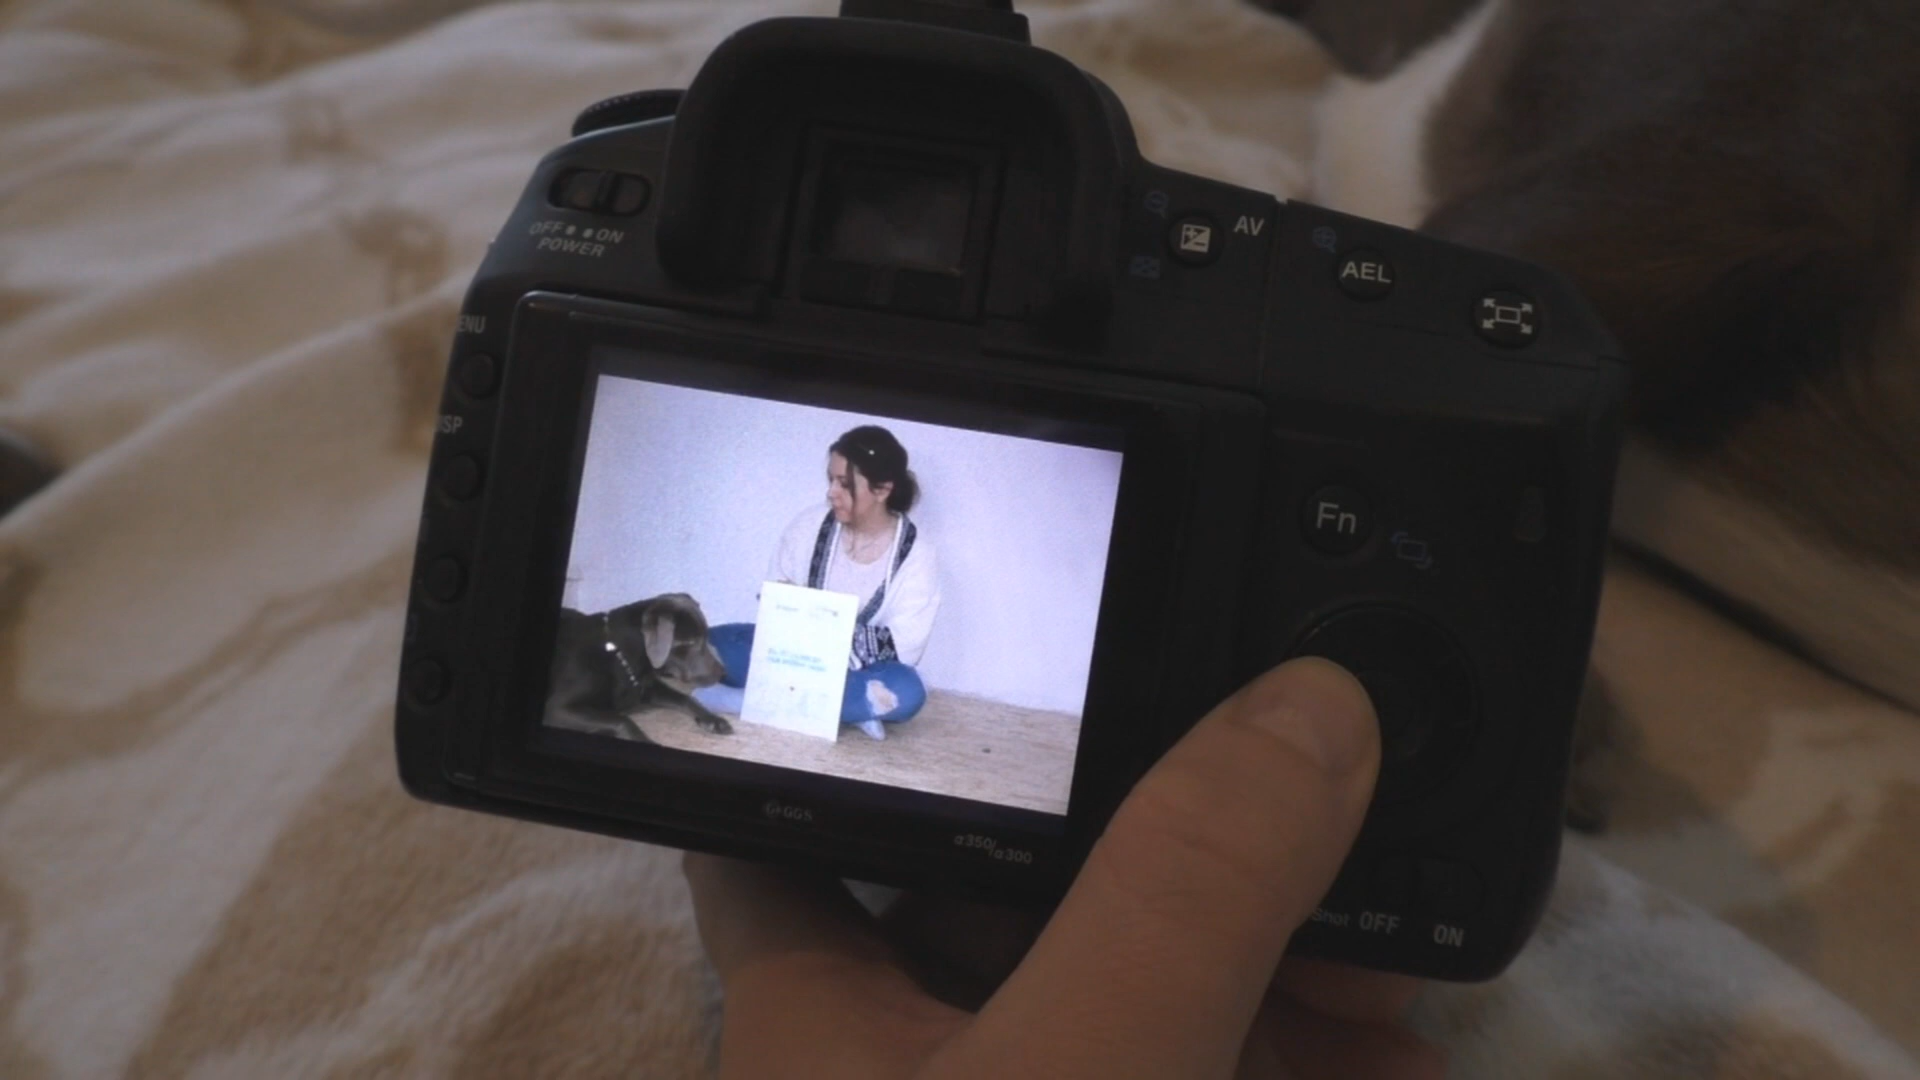 OFF ON
POWER
AV
AEL
ENU
ISP
Fn
GGS
α350/α300
Shot OFF ON